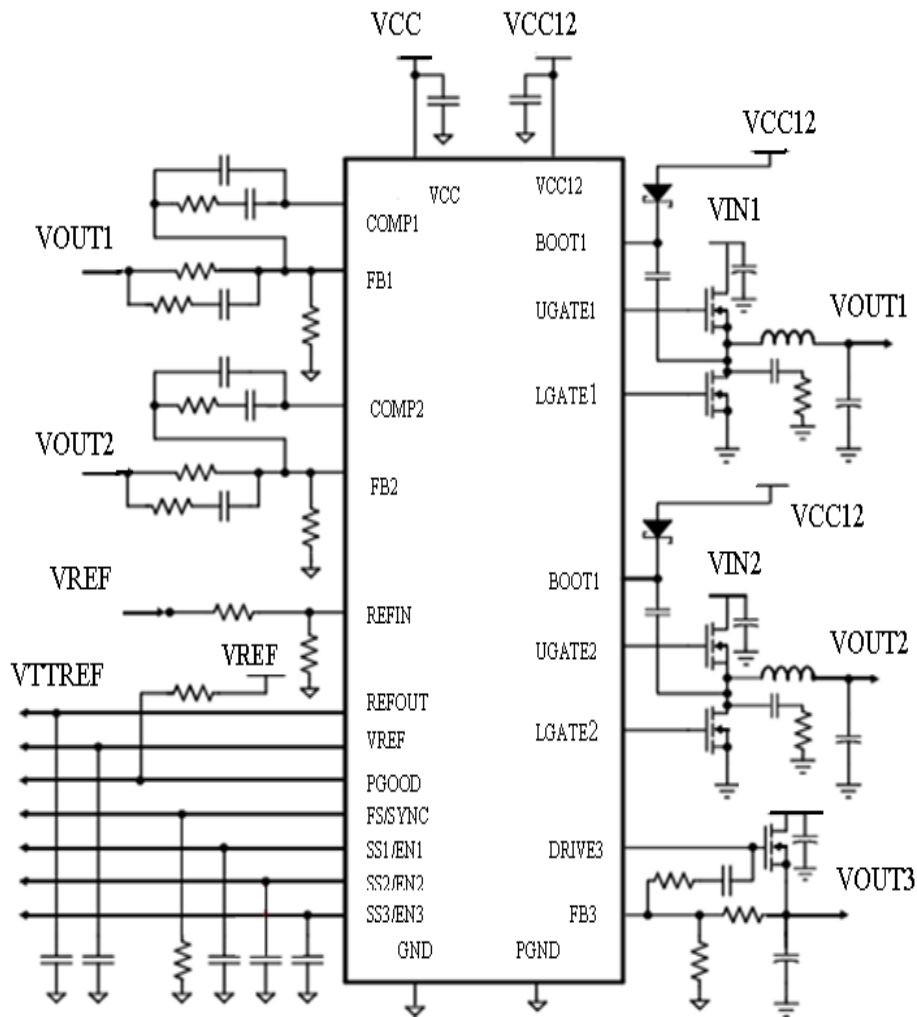 VCC
VCC12
VCC12
VCC
VCC12
VIN1
COMP1
BOOT1
VOUT1
FB1
UGATE1
VOUT1
LGATE1
COMP2
VOUT2
FB2
VCC12
VIN2
VREF
BOOT1
REFIN
VREF
UGATE2
VOUT2
VTTREF
REFOUT
LGATE2
VREF
PGOOD
FS/SYNC
SS1/EN1
DRIVE3
SS2/EN2
VOUT3
SS3/EN3
FB3
GND
PGND